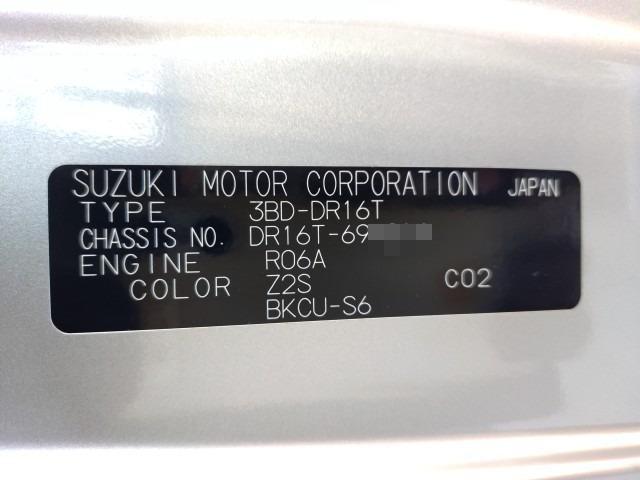 SUZUKI MOTOR CORPORATION JAPAN
TYPE 3BD-DR16T
CHASSIS NO. DR16T-69
ENGINE R06A
COLOR Z2S C02
BKCU-S6